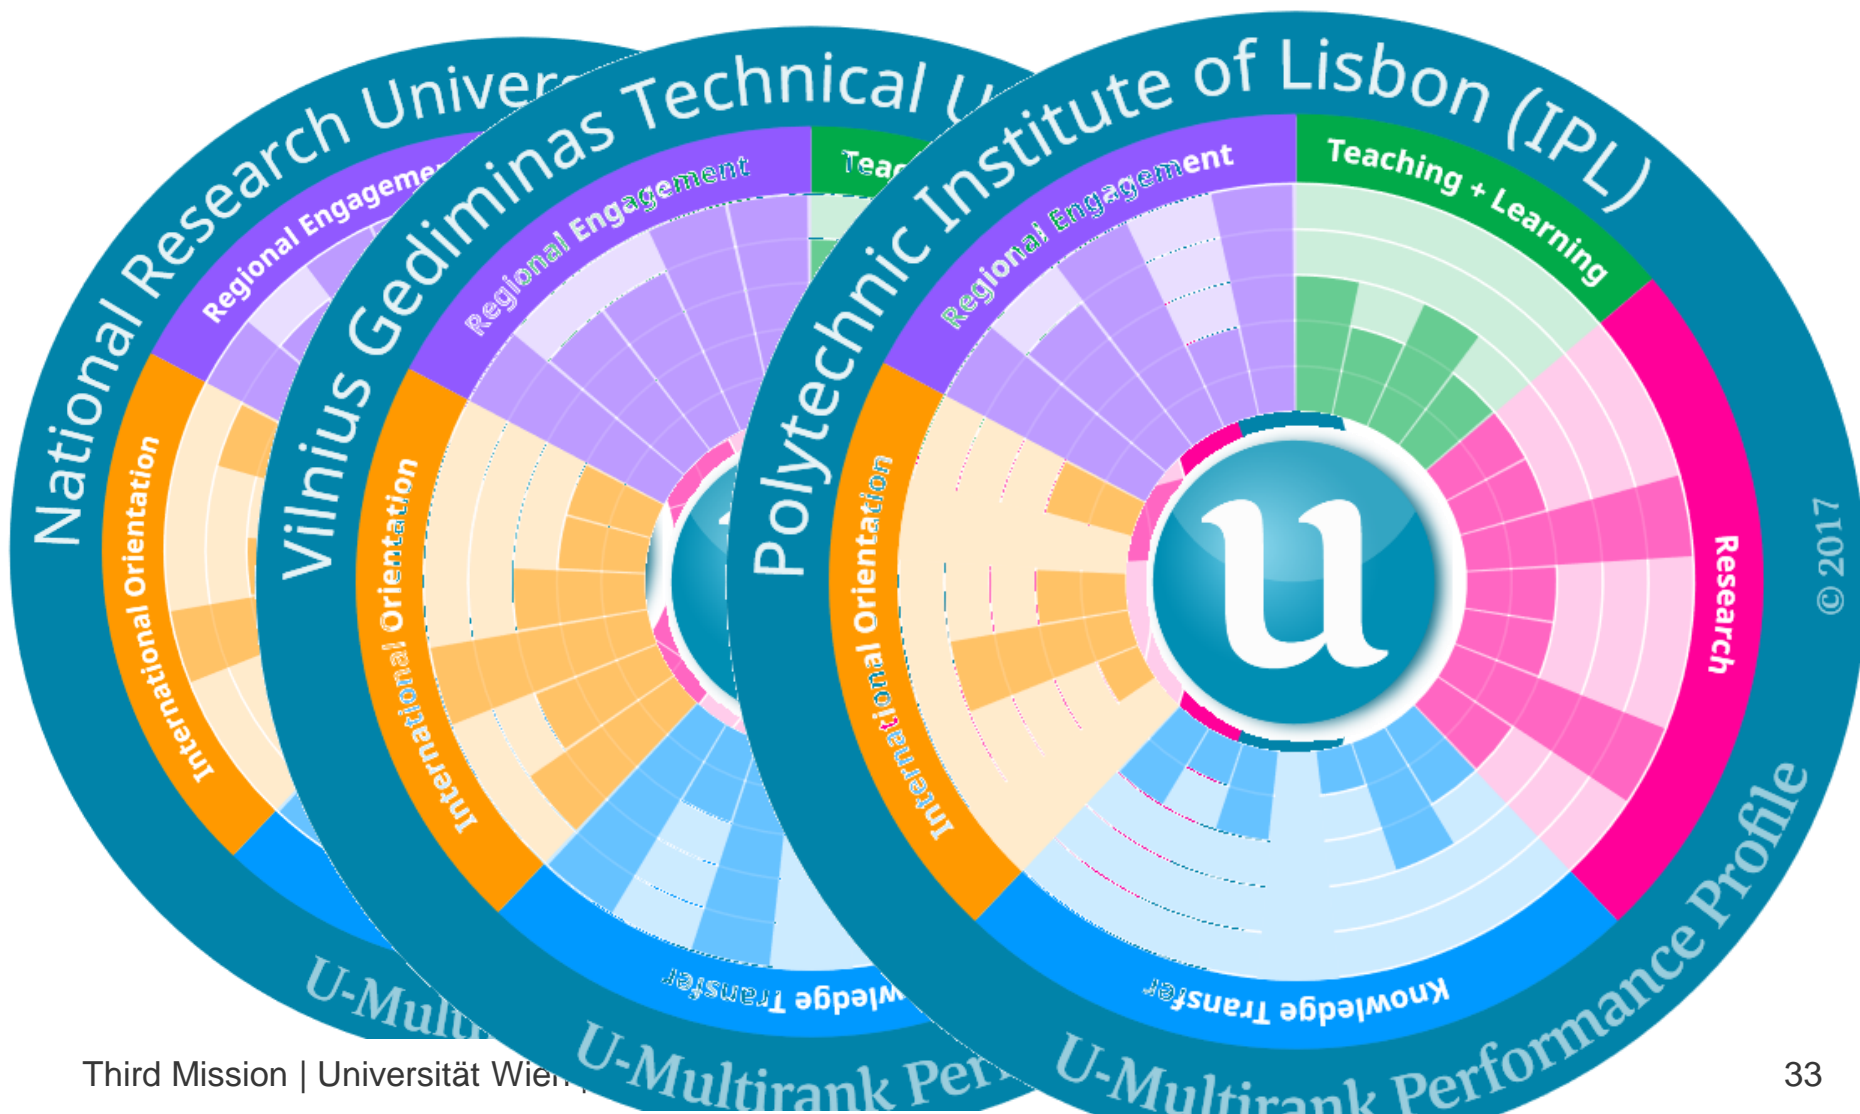 National Research Univer
Regional Engagemen
International Orientation
U-Multi
Vilnius Gediminas Technical U
Regional Engagement
Teac
International Orientation
wledge Transfer
U-Multirank Per
Polytechnic Institute of Lisbon (IPL)
Regional Engagement
Teaching + Learning
Research
International Orientation
Knowledge Transfer
U-Multirank Performance Profile
© 2017
u
Third Mission | Universität Wien |
33